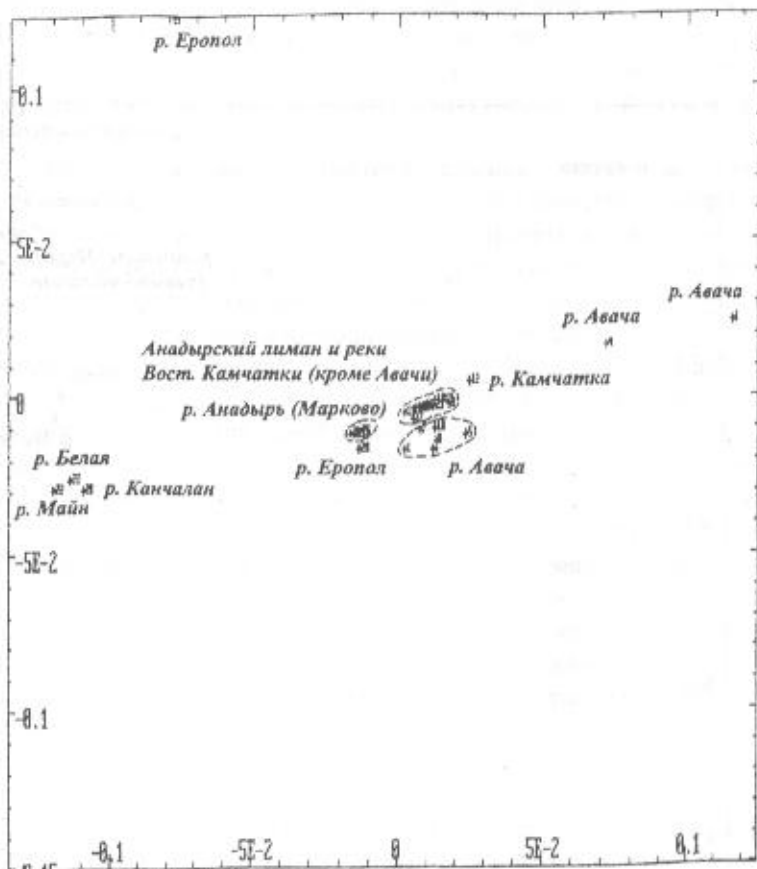 р. Еропол
0.1
5E-2
р. Авача
р. Авача
Анадырский лиман и реки
Вост. Камчатки (кроме Авачи)
р. Камчатка
0
р. Анадырь (Марково)
р. Белая
р. Еропол
р. Авача
р. Канчалан
р. Майн
-5E-2
-0.1
-0.1
-5E-2
0
5E-2
0.1